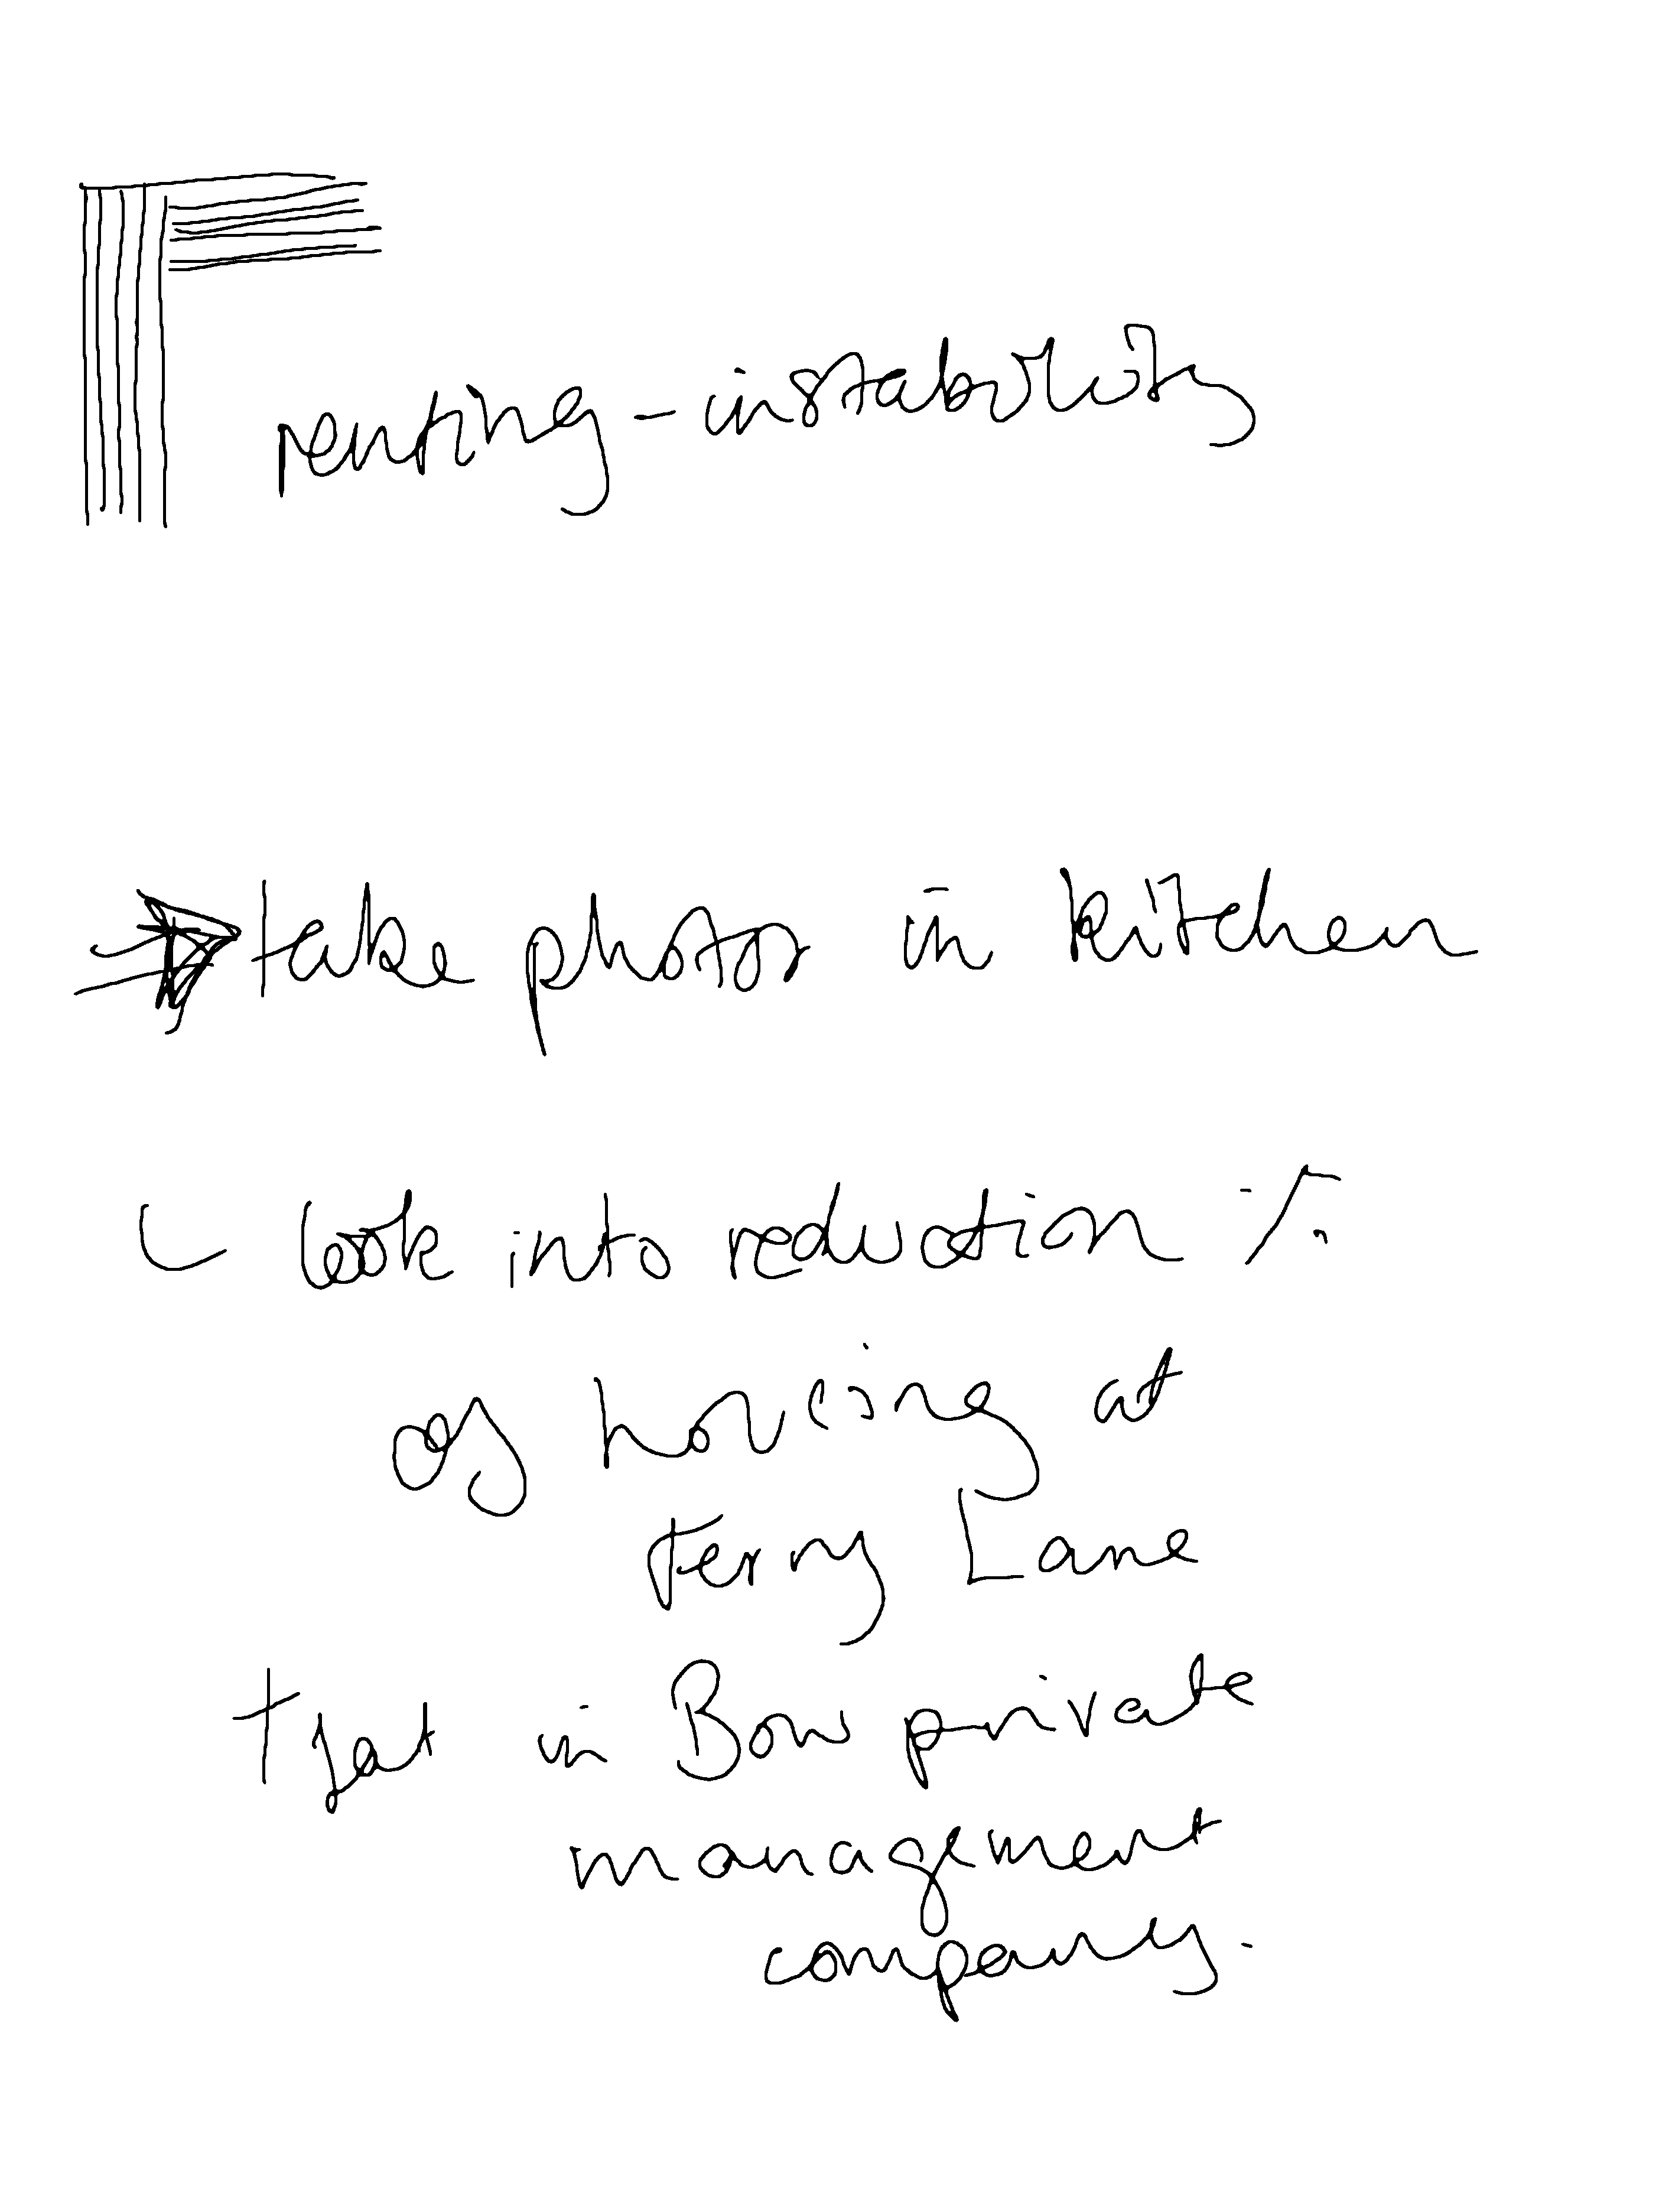 renting - instability
take photos in kitchen
look into reduction %
of housing at
Ferry Lane
+ flat in Bow private
management
company.